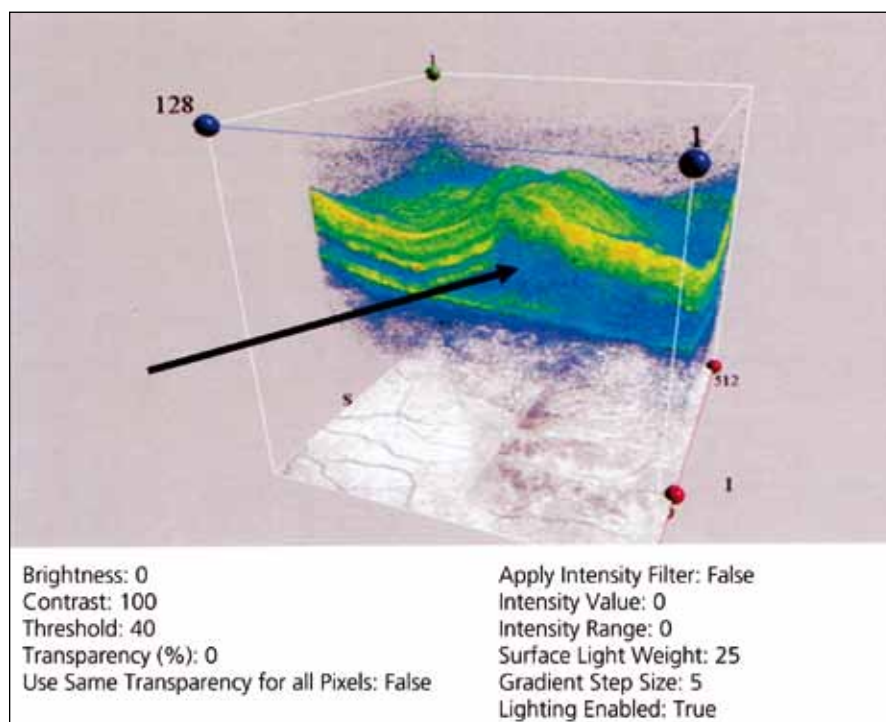 1
128
1
512
S
1
I
Brightness: 0
Contrast: 100
Threshold: 40
Transparency (%): 0
Use Same Transparency for all Pixels: False
Apply Intensity Filter: False
Intensity Value: 0
Intensity Range: 0
Surface Light Weight: 25
Gradient Step Size: 5
Lighting Enabled: True